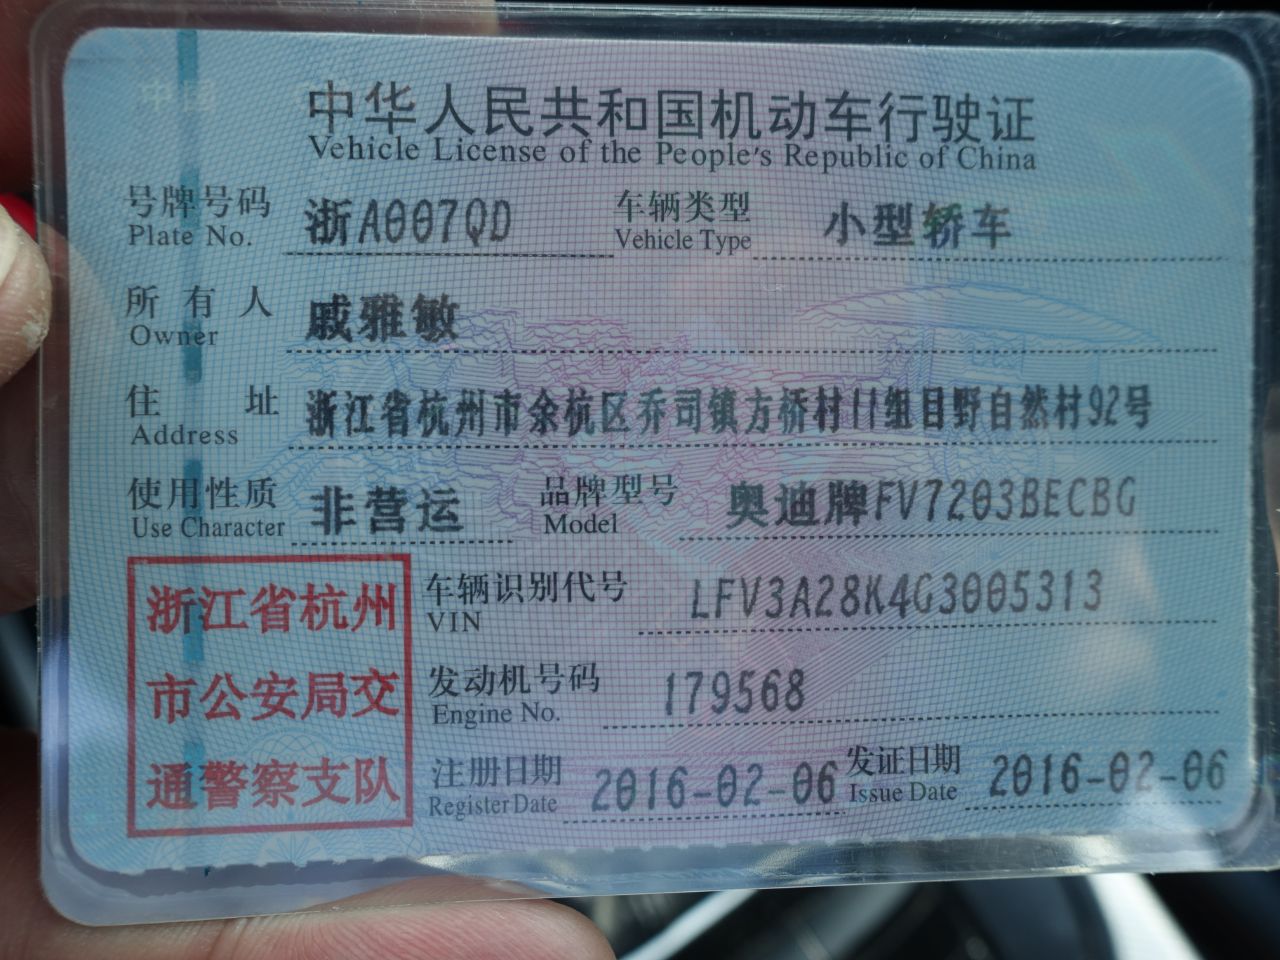 中国
中华人民共和国机动车行驶证
Vehicle License of the People's Republic of China
号牌号码 浙A007QD 车辆类型 小型轿车
Plate No. Vehicle Type
所有人 戚雅敏
Owner
住址 浙江省杭州市余杭区乔司镇方桥村11组目野自然村92号
Address
使用性质 非营运 品牌型号 奥迪牌FV7203BECBG
Use Character Model
浙江省杭州
市公安局交
通警察支队
车辆识别代号 LFV3A28K4G3005313
VIN
发动机号码 179568
Engine No.
注册日期 2016-02-06 发证日期 2016-02-06
Register Date Issue Date